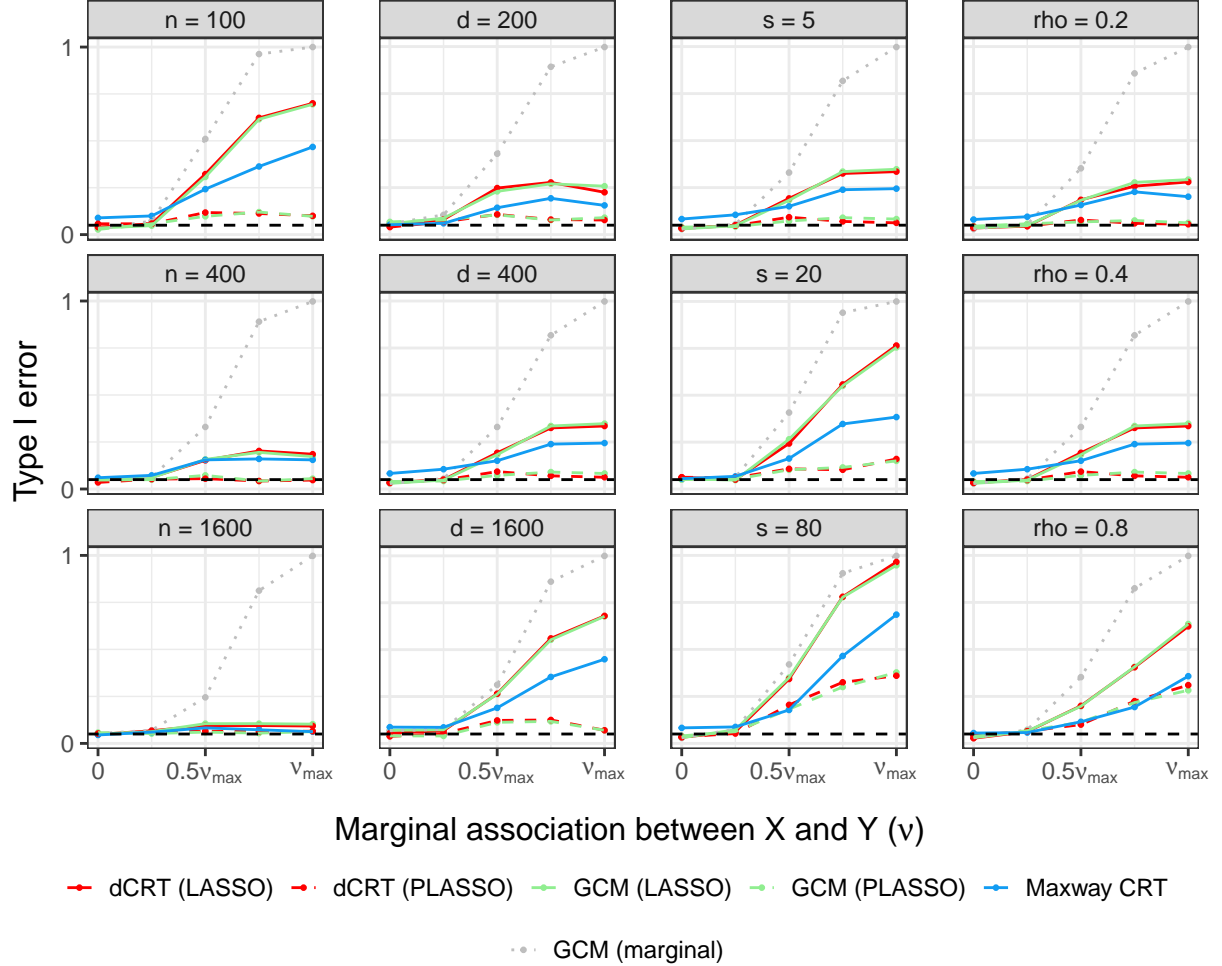 n = 100
d = 200
s = 5
rho = 0.2
1
0
n = 400
d = 400
s = 20
rho = 0.4
1
0
Type I error
n = 1600
d = 1600
s = 80
rho = 0.8
1
0
0 0.5νmax νmax
0 0.5νmax νmax
0 0.5νmax νmax
0 0.5νmax νmax
Marginal association between X and Y (ν)
dCRT (LASSO) dCRT (PLASSO) GCM (LASSO) GCM (PLASSO) Maxway CRT
GCM (marginal)